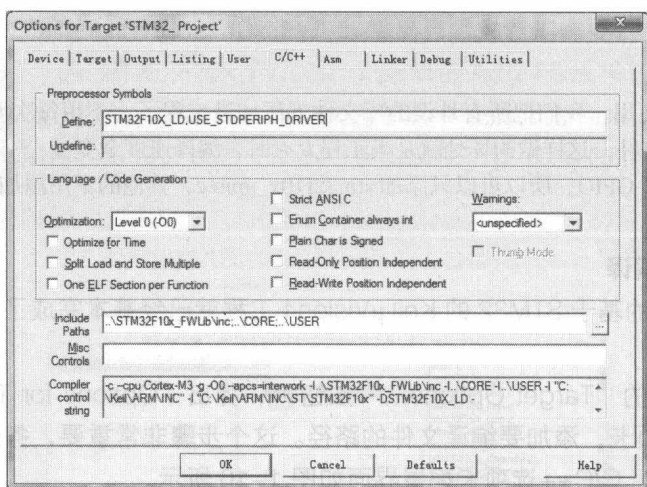 Options for Target 'STM32_ Project'
Device Target Output Listing User C/C++ Asm Linker Debug Utilities
Preprocessor Symbols
Define: STM32F10X_LD,USE_STDPERIPH_DRIVER
Undefine:
Language / Code Generation
Optimization: Level 0 (-O0)
Optimize for Time
Split Load and Store Multiple
One ELF Section per Function
Strict ANSI C
Enum Container always int
Plain Char is Signed
Read-Only Position Independent
Read-Write Position Independent
Warnings:
<unspecified>
Thumb Mode
Include Paths ..\STM32F10x_FWLib\inc;..\CORE;..\USER
...
Misc Controls
Compiler control string
-c --cpu Cortex-M3 -g -O0 --apcs=interwork -I..\STM32F10x_FWLib\inc -I..\CORE -I..\USER -I "C:
\Keil\ARM\INC" -I "C:\Keil\ARM\INC\ST\STM32F10x" -DSTM32F10X_LD -
OK Cancel Defaults Help